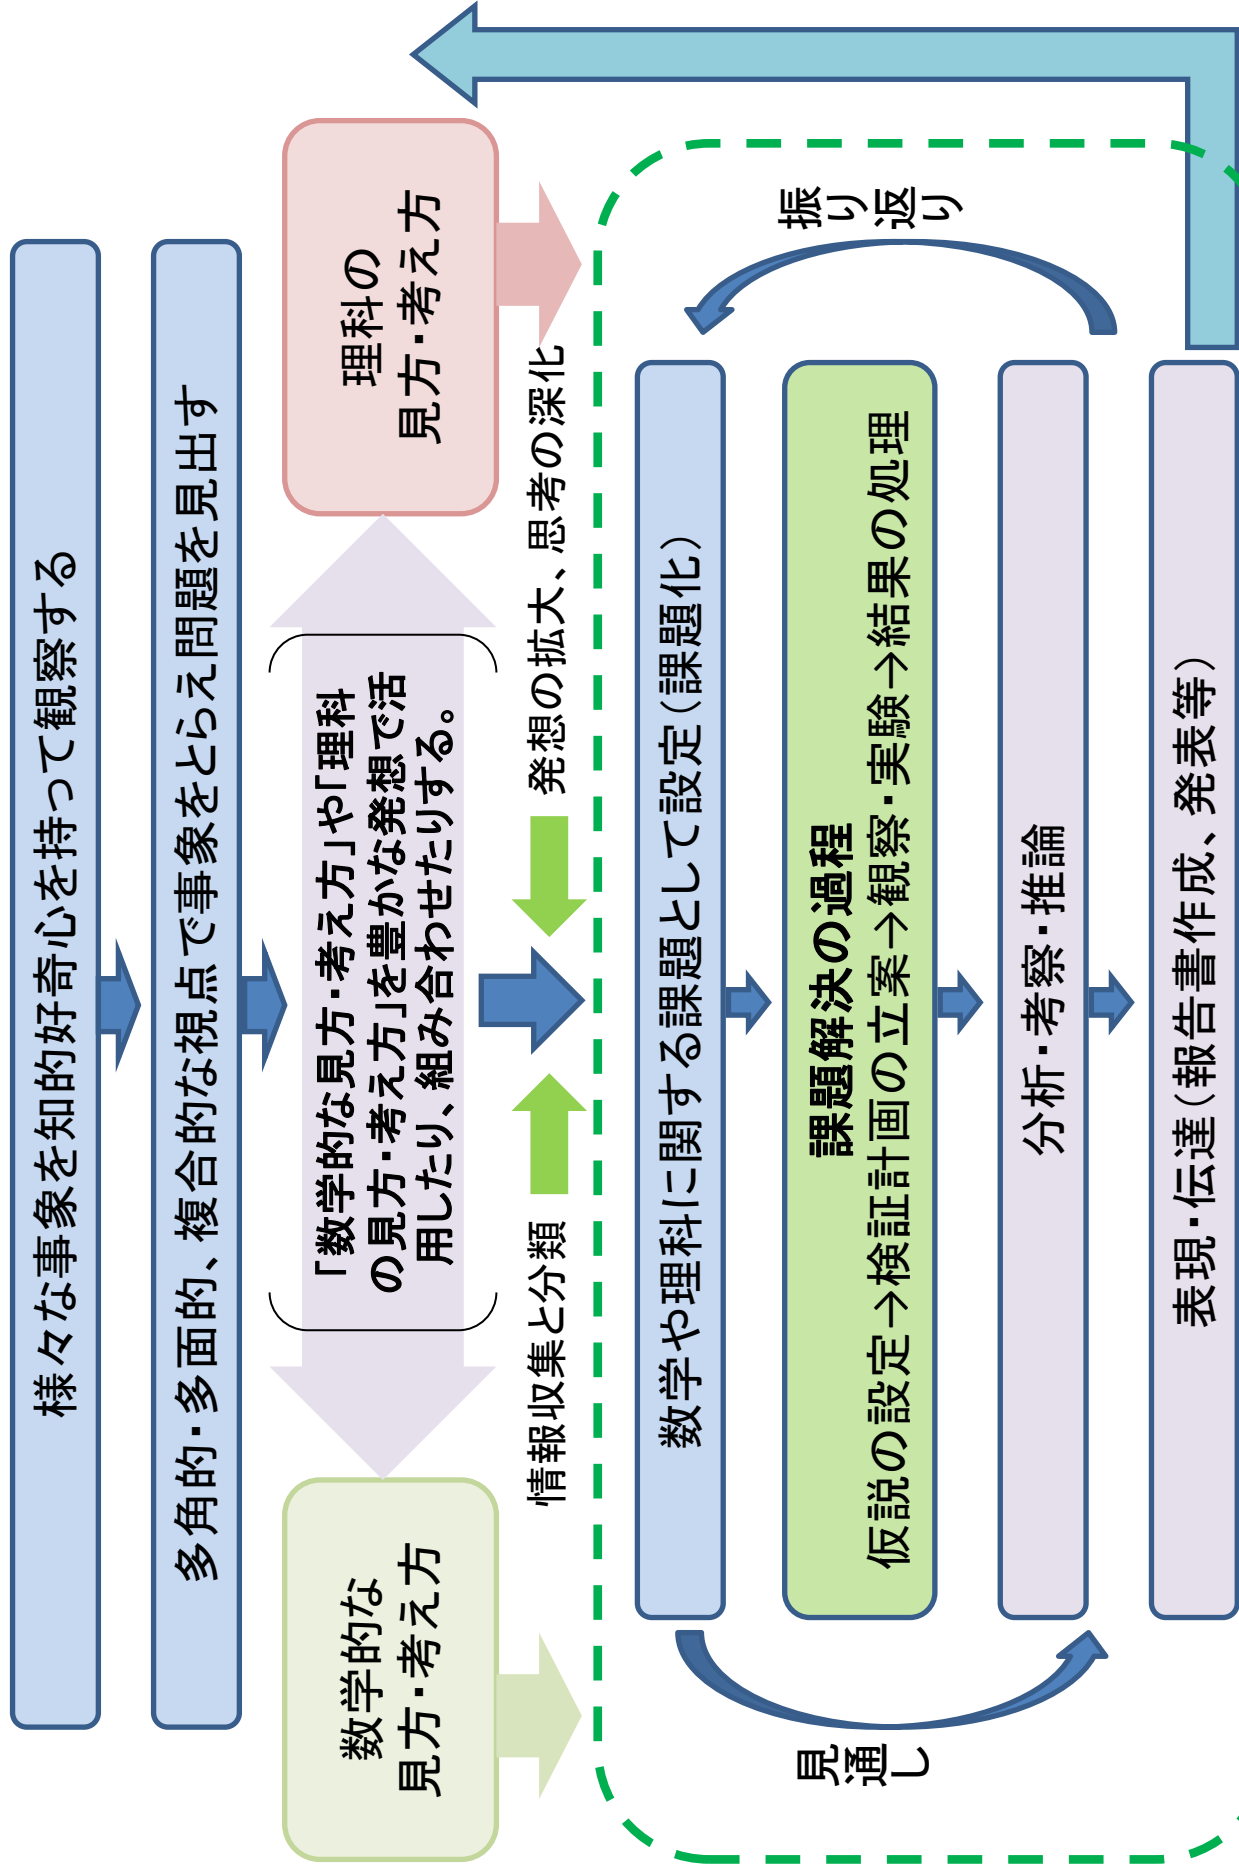 様々な事象を知的好奇心を持って観察する
多角的・多面的、複合的な視点で事象をとらえ問題を見出す
数学的な
見方・考え方
「数学的な見方・考え方」や「理科
の見方・考え方」を豊かな発想で活
用したり、組み合わせたりする。
理科の
見方・考え方
情報収集と分類
発想の拡大、思考の深化
数学や理科に関する課題として設定（課題化）
課題解決の過程
仮説の設定→検証計画の立案→観察・実験→結果の処理
分析・考察・推論
表現・伝達（報告書作成、発表等）
見通し
振り返り